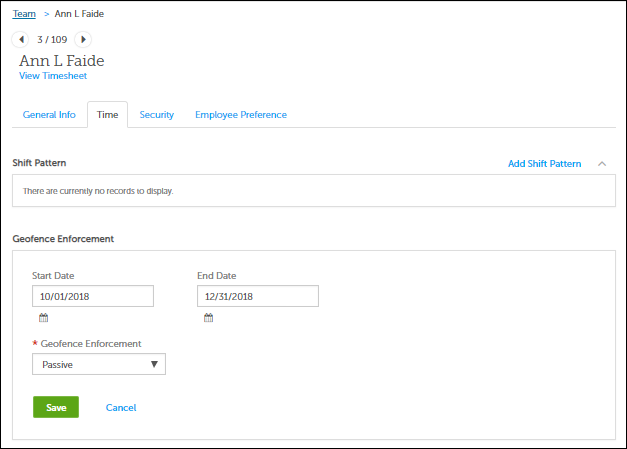 Team > Ann L Faide
3 / 109
Ann L Faide
View Timesheet
General Info Time Security Employee Preference
Shift Pattern Add Shift Pattern
There are currently no records to display.
Geofence Enforcement
Start Date End Date
10/01/2018 12/31/2018
* Geofence Enforcement
Passive
Save Cancel